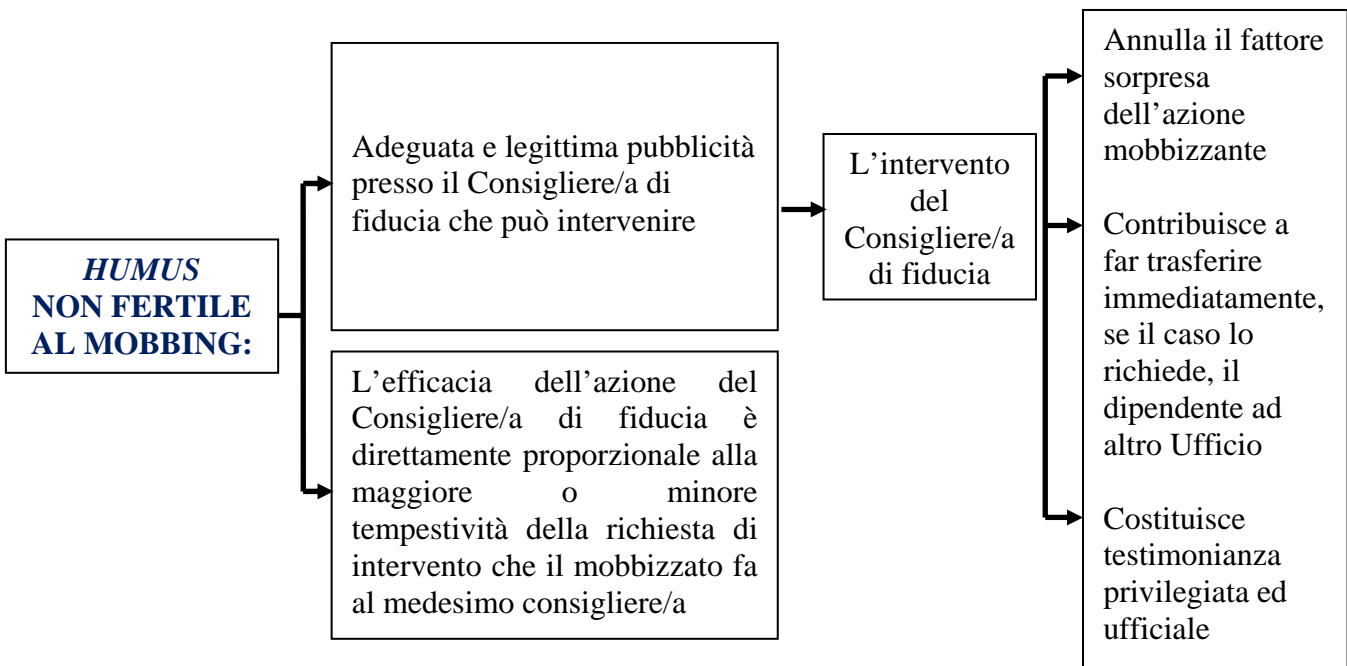 HUMUS
NON FERTILE
AL MOBBING:
Adeguata e legittima pubblicità
presso il Consigliere/a di
fiducia che può intervenire
L’efficacia dell’azione del
Consigliere/a di fiducia è
direttamente proporzionale alla
maggiore o minore
tempestività della richiesta di
intervento che il mobbizzato fa
al medesimo consigliere/a
L’intervento
del
Consigliere/a
di fiducia
Annulla il fattore
sorpresa
dell’azione
mobbizzante
Contribuisce a
far trasferire
immediatamente,
se il caso lo
richiede, il
dipendente ad
altro Ufficio
Costituisce
testimonianza
privilegiata ed
ufficiale